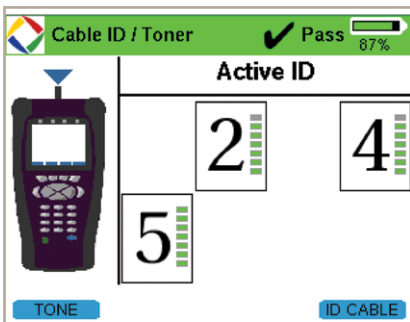 Cable ID / Toner Pass 87%
Active ID
2 4
5
TONE ID CABLE